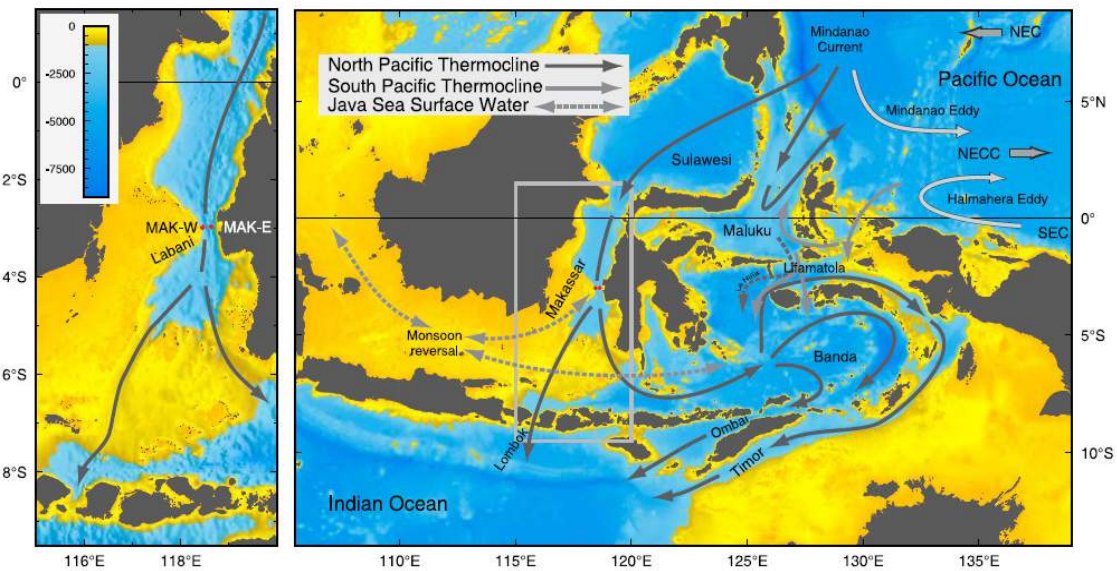 0
-2500
-5000
-7500
0°
2°S
4°S
6°S
8°S
116°E
118°E
MAK-W
MAK-E
Labani
North Pacific Thermocline
South Pacific Thermocline
Java Sea Surface Water
Mindanao
Current
NEC
Pacific Ocean
Mindanao Eddy
NECC
Halmahera Eddy
SEC
Sulawesi
Maluku
Makassar
Lifamatola
La Hulie
Monsoon
reversal
Banda
Lombok
Ombai
Timor
Indian Ocean
5°N
0°
5°S
10°S
110°E
115°E
120°E
125°E
130°E
135°E